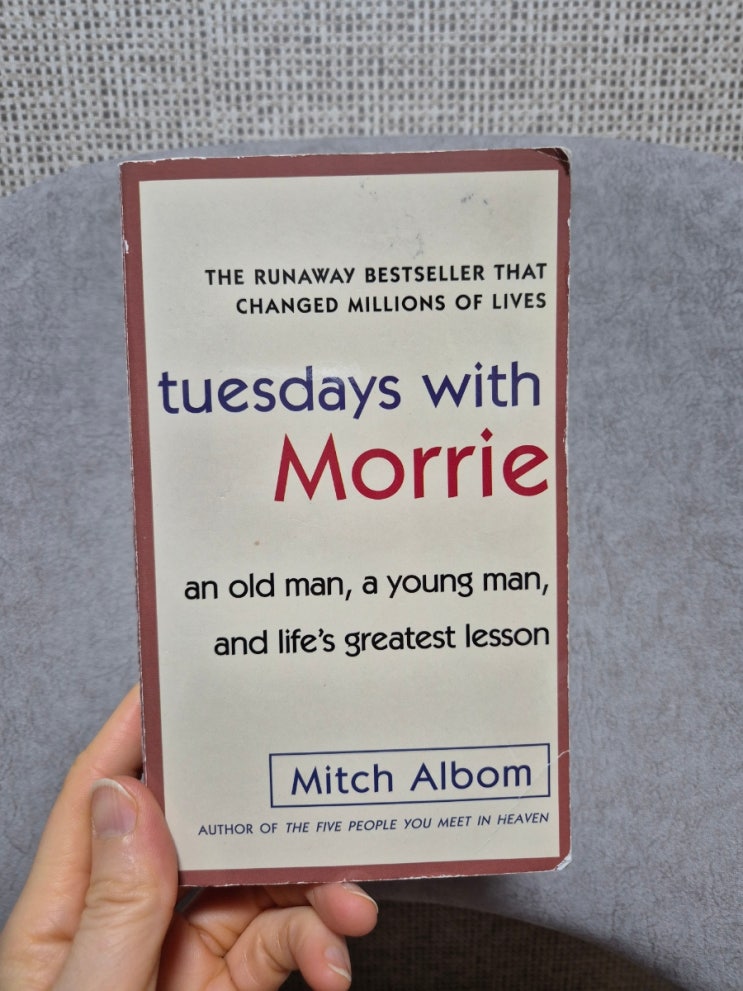 THE RUNAWAY BESTSELLER THAT
CHANGED MILLIONS OF LIVES
tuesdays with
Morrie
an old man, a young man,
and life's greatest lesson
Mitch Albom
AUTHOR OF THE FIVE PEOPLE YOU MEET IN HEAVEN